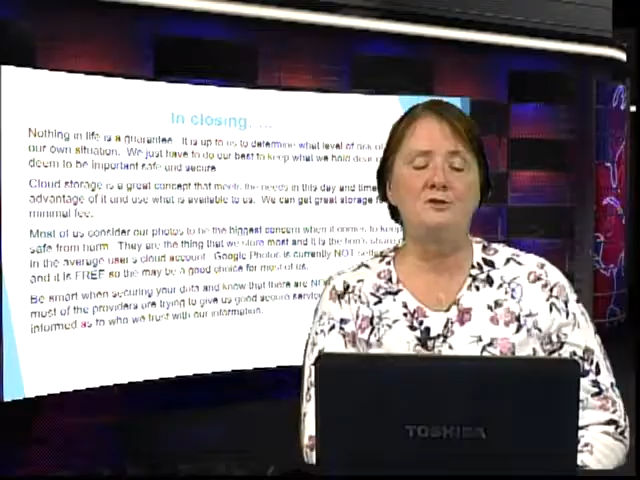 In closing.....
Nothing in life is a guarantee. It is up to us to determine what level of risk
our own situation. We just have to do our best to keep what we hold dear
deem to be important safe and secure
Cloud storage is a great concept that meets the needs in this day and time
advantage of it and use what is available to us. We can get great storage
minimal fee.
Most of us consider our photos to be the biggest concern when it comes to keep
safe from harm. They are the thing that we store most and it is the
in the average user's cloud account. Google Photos is currently NOT
and it is FREE so the may be a good choice for most of us.
Be smart when securing your data and know that there are
most of the providers are trying to give us good secure
informed as to who we trust with our information.
TOSHIBA